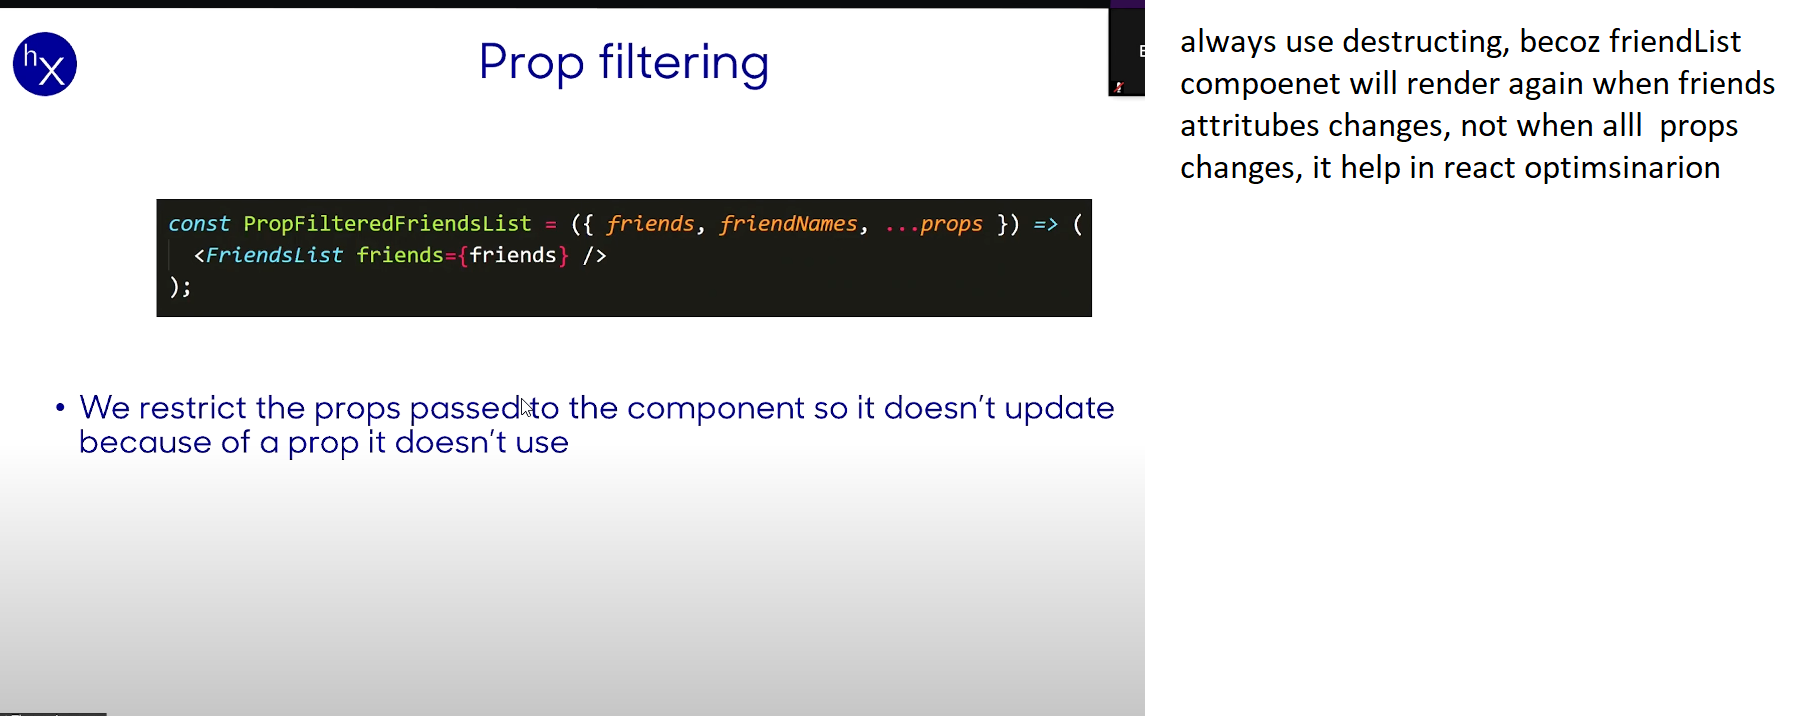 hX
Prop filtering
const PropFilteredFriendsList = ({ friends, friendNames, ...props }) => (
<FriendsList friends={friends} />
);
• We restrict the props passed to the component so it doesn't update
because of a prop it doesn't use
always use destructing, becoz friendList
compoenet will render again when friends
attritubes changes, not when alll  props
changes, it help in react optimsinarion